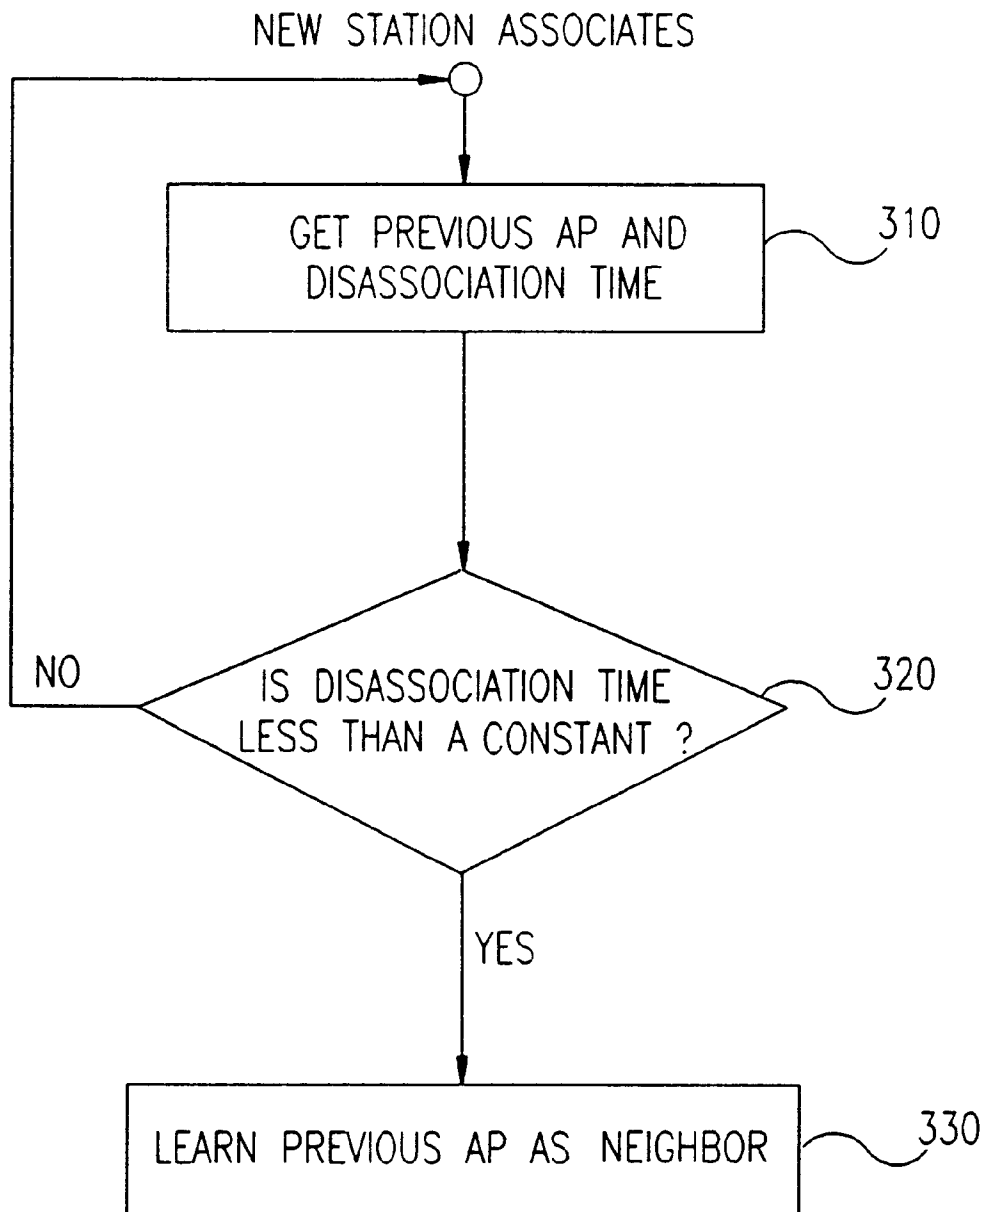 NEW STATION ASSOCIATES
GET PREVIOUS AP AND
DISASSOCIATION TIME
310
NO
IS DISASSOCIATION TIME
LESS THAN A CONSTANT ?
320
YES
LEARN PREVIOUS AP AS NEIGHBOR
330